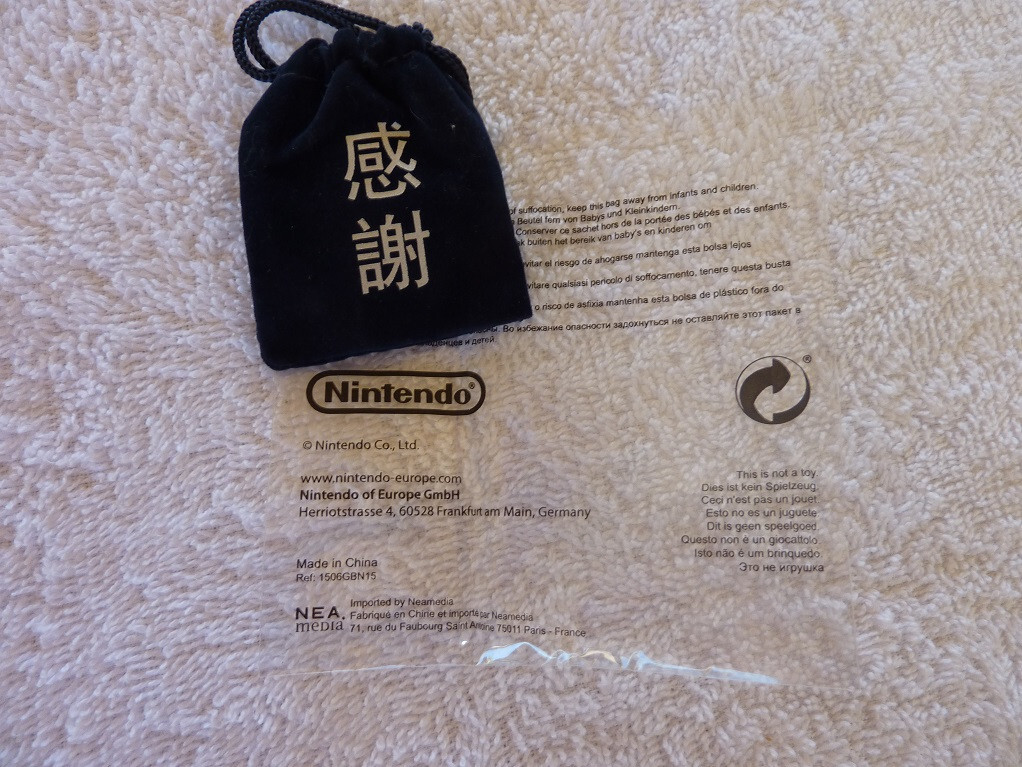 感
謝
of suffocation, keep this bag away from infants and children.
Beutel fern von Babys und Kleinkindern.
Conserver ce sachet hors de la portée des bébés et des enfants.
buiten het bereik van baby's en kinderen om
evitar el riesgo de ahogarse mantenga esta bolsa lejos
evitare qualsiasi pericolo di soffocamento, tenere questa busta
o risco de asfixia mantenha esta bolsa de plástico fora do
Во избежание опасности задохнуться не оставляйте этот пакет в
и детей.
Nintendo®
®
© Nintendo Co., Ltd.
www.nintendo-europe.com
Nintendo of Europe GmbH
Herriotstrasse 4, 60528 Frankfurt am Main, Germany
This is not a toy.
Dies ist kein Spielzeug.
Ceci n'est pas un jouet.
Esto no es un juguete.
Dit is geen speelgoed.
Questo non è un giocattolo.
Isto não é um brinquedo.
Это не игрушка
Made in China
Ref: 1506GBN15
NEA.
media
Imported by Neamedia
Fabriqué en Chine et importé par Neamedia
71, rue du Faubourg Saint Antoine 75011 Paris - France.